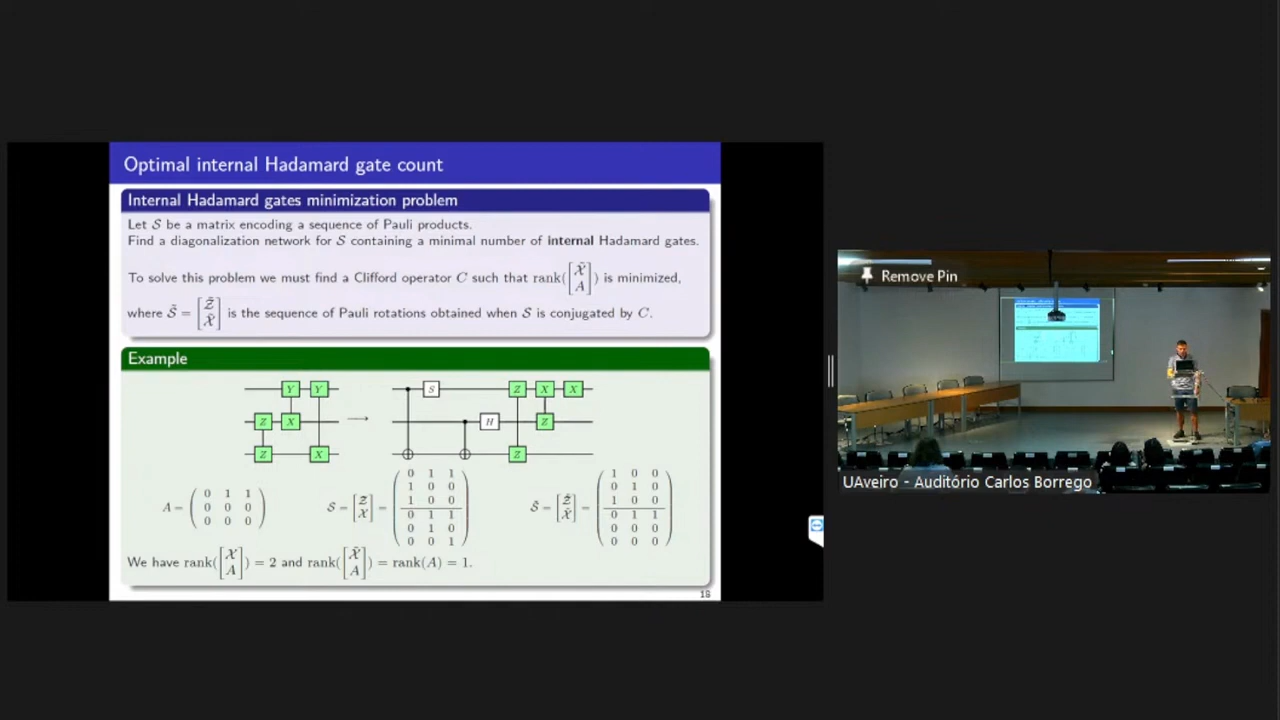 Optimal internal Hadamard gate count
Internal Hadamard gates minimization problem
Let 𝒮 be a matrix encoding a sequence of Pauli products.
Find a diagonalization network for 𝒮 containing a minimal number of internal Hadamard gates.
To solve this problem we must find a Clifford operator C such that rank([X̃ A]) is minimized,
where 𝒮̃ = [Z̃ X̃] is the sequence of Pauli rotations obtained when 𝒮 is conjugated by C.
Example
Y Y S Z X X
Z X → H Z
Z X Z
A = ( 0 1 1
0 0 0
0 0 0 )
𝒮 = [Z X] = ( 0 1 1
1 0 0
1 0 0
0 1 1
0 1 0
0 0 1 )
𝒮̃ = [Z̃ X̃] = ( 1 0 0
0 1 0
1 0 0
0 1 1
0 0 0
0 0 0 )
We have rank([X A]) = 2 and rank([X̃ A]) = rank(A) = 1.
18
Remove Pin
UAveiro - Auditório Carlos Borrego